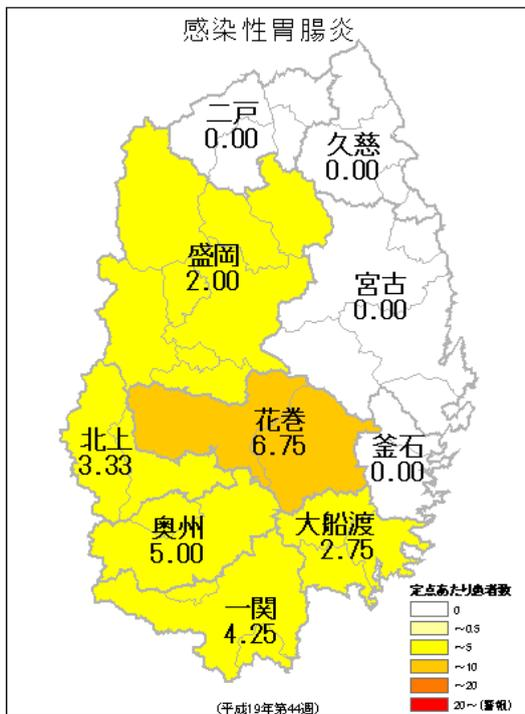 感染性胃腸炎
二戸
0.00
久慈
0.00
盛岡
2.00
宮古
0.00
花巻
6.75
北上
3.33
釜石
0.00
奥州
5.00
大船渡
2.75
一関
4.25
定点あたり患者数
0
～0.5
～5
～10
～20
20～(警報)
(平成19年第44週)